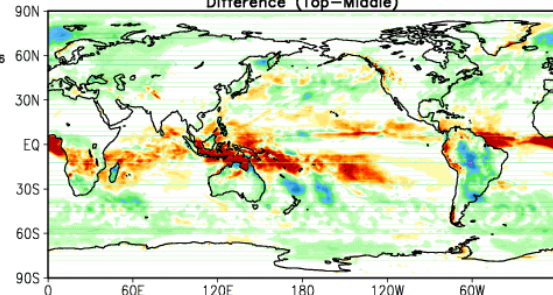 Difference (Top−Middle)
90N
60N
30N
EQ
30S
60S
90S
0 60E 120E 180 120W 60W